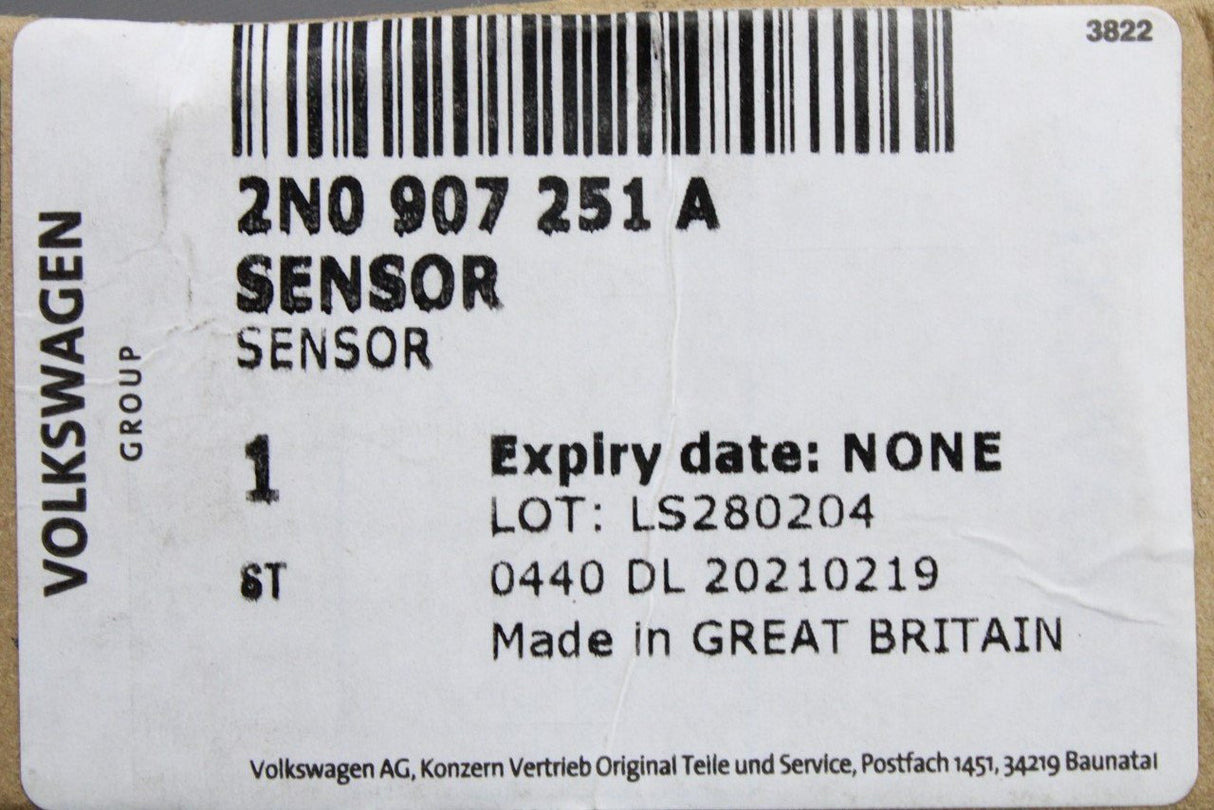 3822
2N0 907 251 A
SENSOR
SENSOR
VOLKSWAGEN
GROUP
1
Expiry date: NONE
LOT: LS280204
ST
0440 DL 20210219
Made in GREAT BRITAIN
Volkswagen AG, Konzern Vertrieb Original Teile und Service, Postfach 1451, 34219 Baunatal